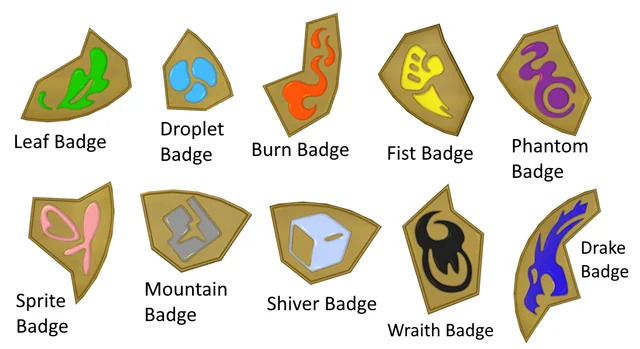 Leaf Badge
Droplet
Badge
Burn Badge
Fist Badge
Phantom
Badge
Sprite
Badge
Mountain
Badge
Shiver Badge
Wraith Badge
Drake
Badge